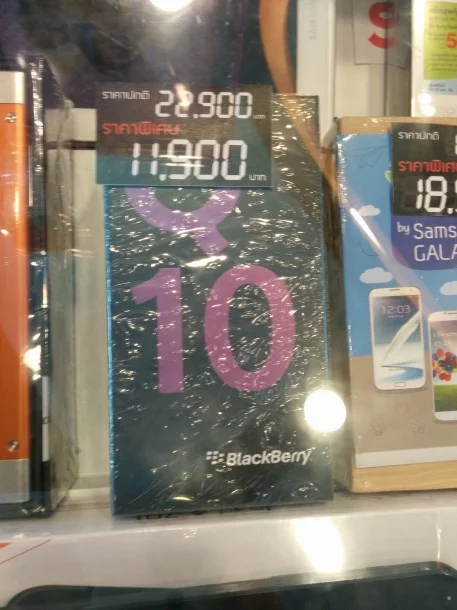 ราคาปกติ 22,900 บาท
ราคาพิเศษ
11,900 บาท
Q
10
BlackBerry
ราคาปกติ
ราคาพิเศษ
18,
by Sams
GALA
12:03
SAMSUNG